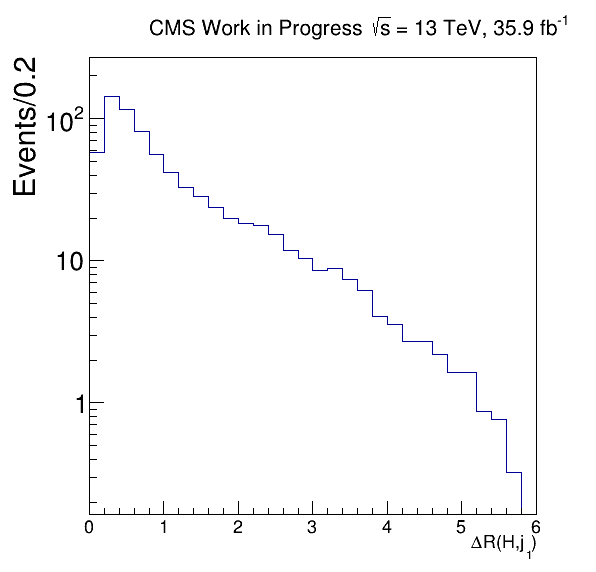 CMS Work in Progress √s = 13 TeV, 35.9 fb⁻¹
Events/0.2
10²
10
1
0 1 2 3 4 5 6
ΔR(H,j₁)